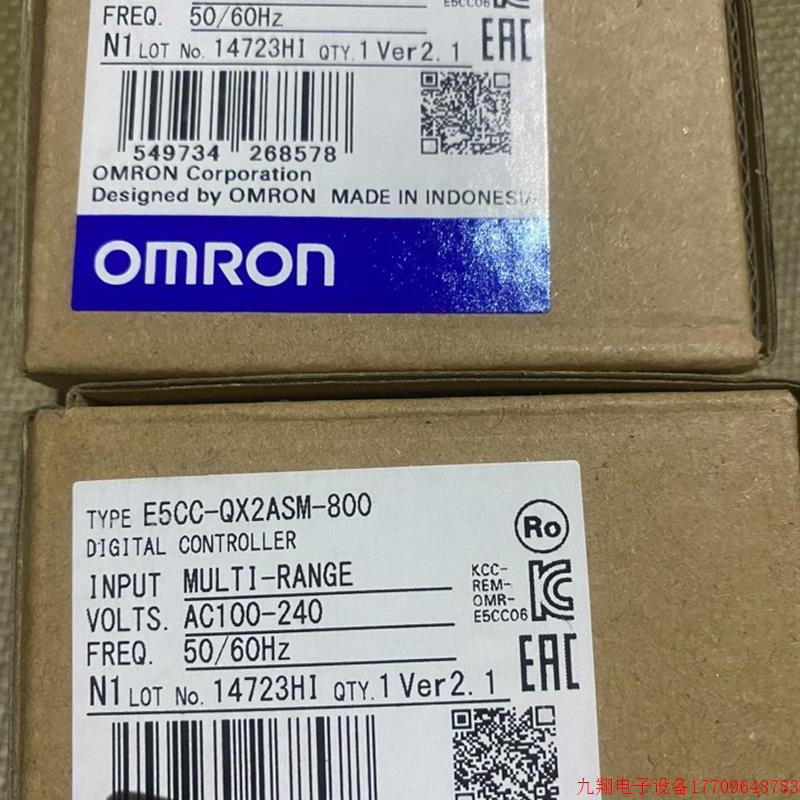 E5CC06
FREQ. 50/60Hz
N1 LOT No. 14723HI QTY. 1 Ver2. 1
EAC
549734 268578
OMRON Corporation
Designed by OMRON MADE IN INDONESIA
OMRON
TYPE E5CC-QX2ASM-800
DIGITAL CONTROLLER
Ro
INPUT MULTI-RANGE
KCC-
REM-
OMR-
E5CC06
VOLTS. AC100-240
FREQ. 50/60Hz
EAC
N1 LOT No. 14723HI QTY. 1 Ver2. 1
九翔电子设备17709648783